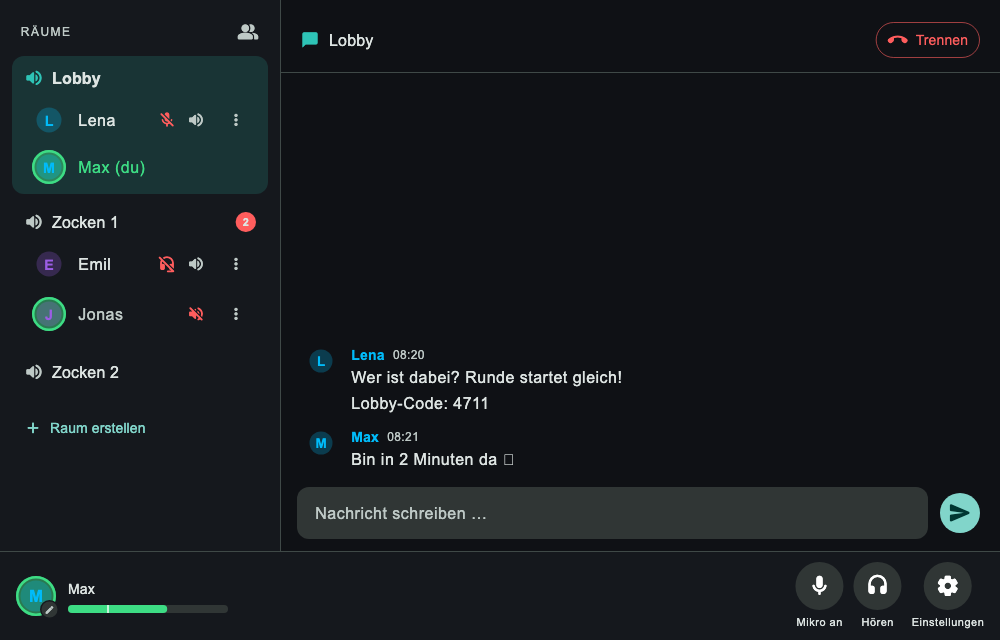 RÄUME
Lobby
L Lena
M Max (du)
Zocken 1 2
E Emil
J Jonas
Zocken 2
+ Raum erstellen
Lobby
Trennen
L Lena 08:20
Wer ist dabei? Runde startet gleich!
Lobby-Code: 4711
M Max 08:21
Bin in 2 Minuten da
Nachricht schreiben …
M Max
Mikro an
Hören
Einstellungen